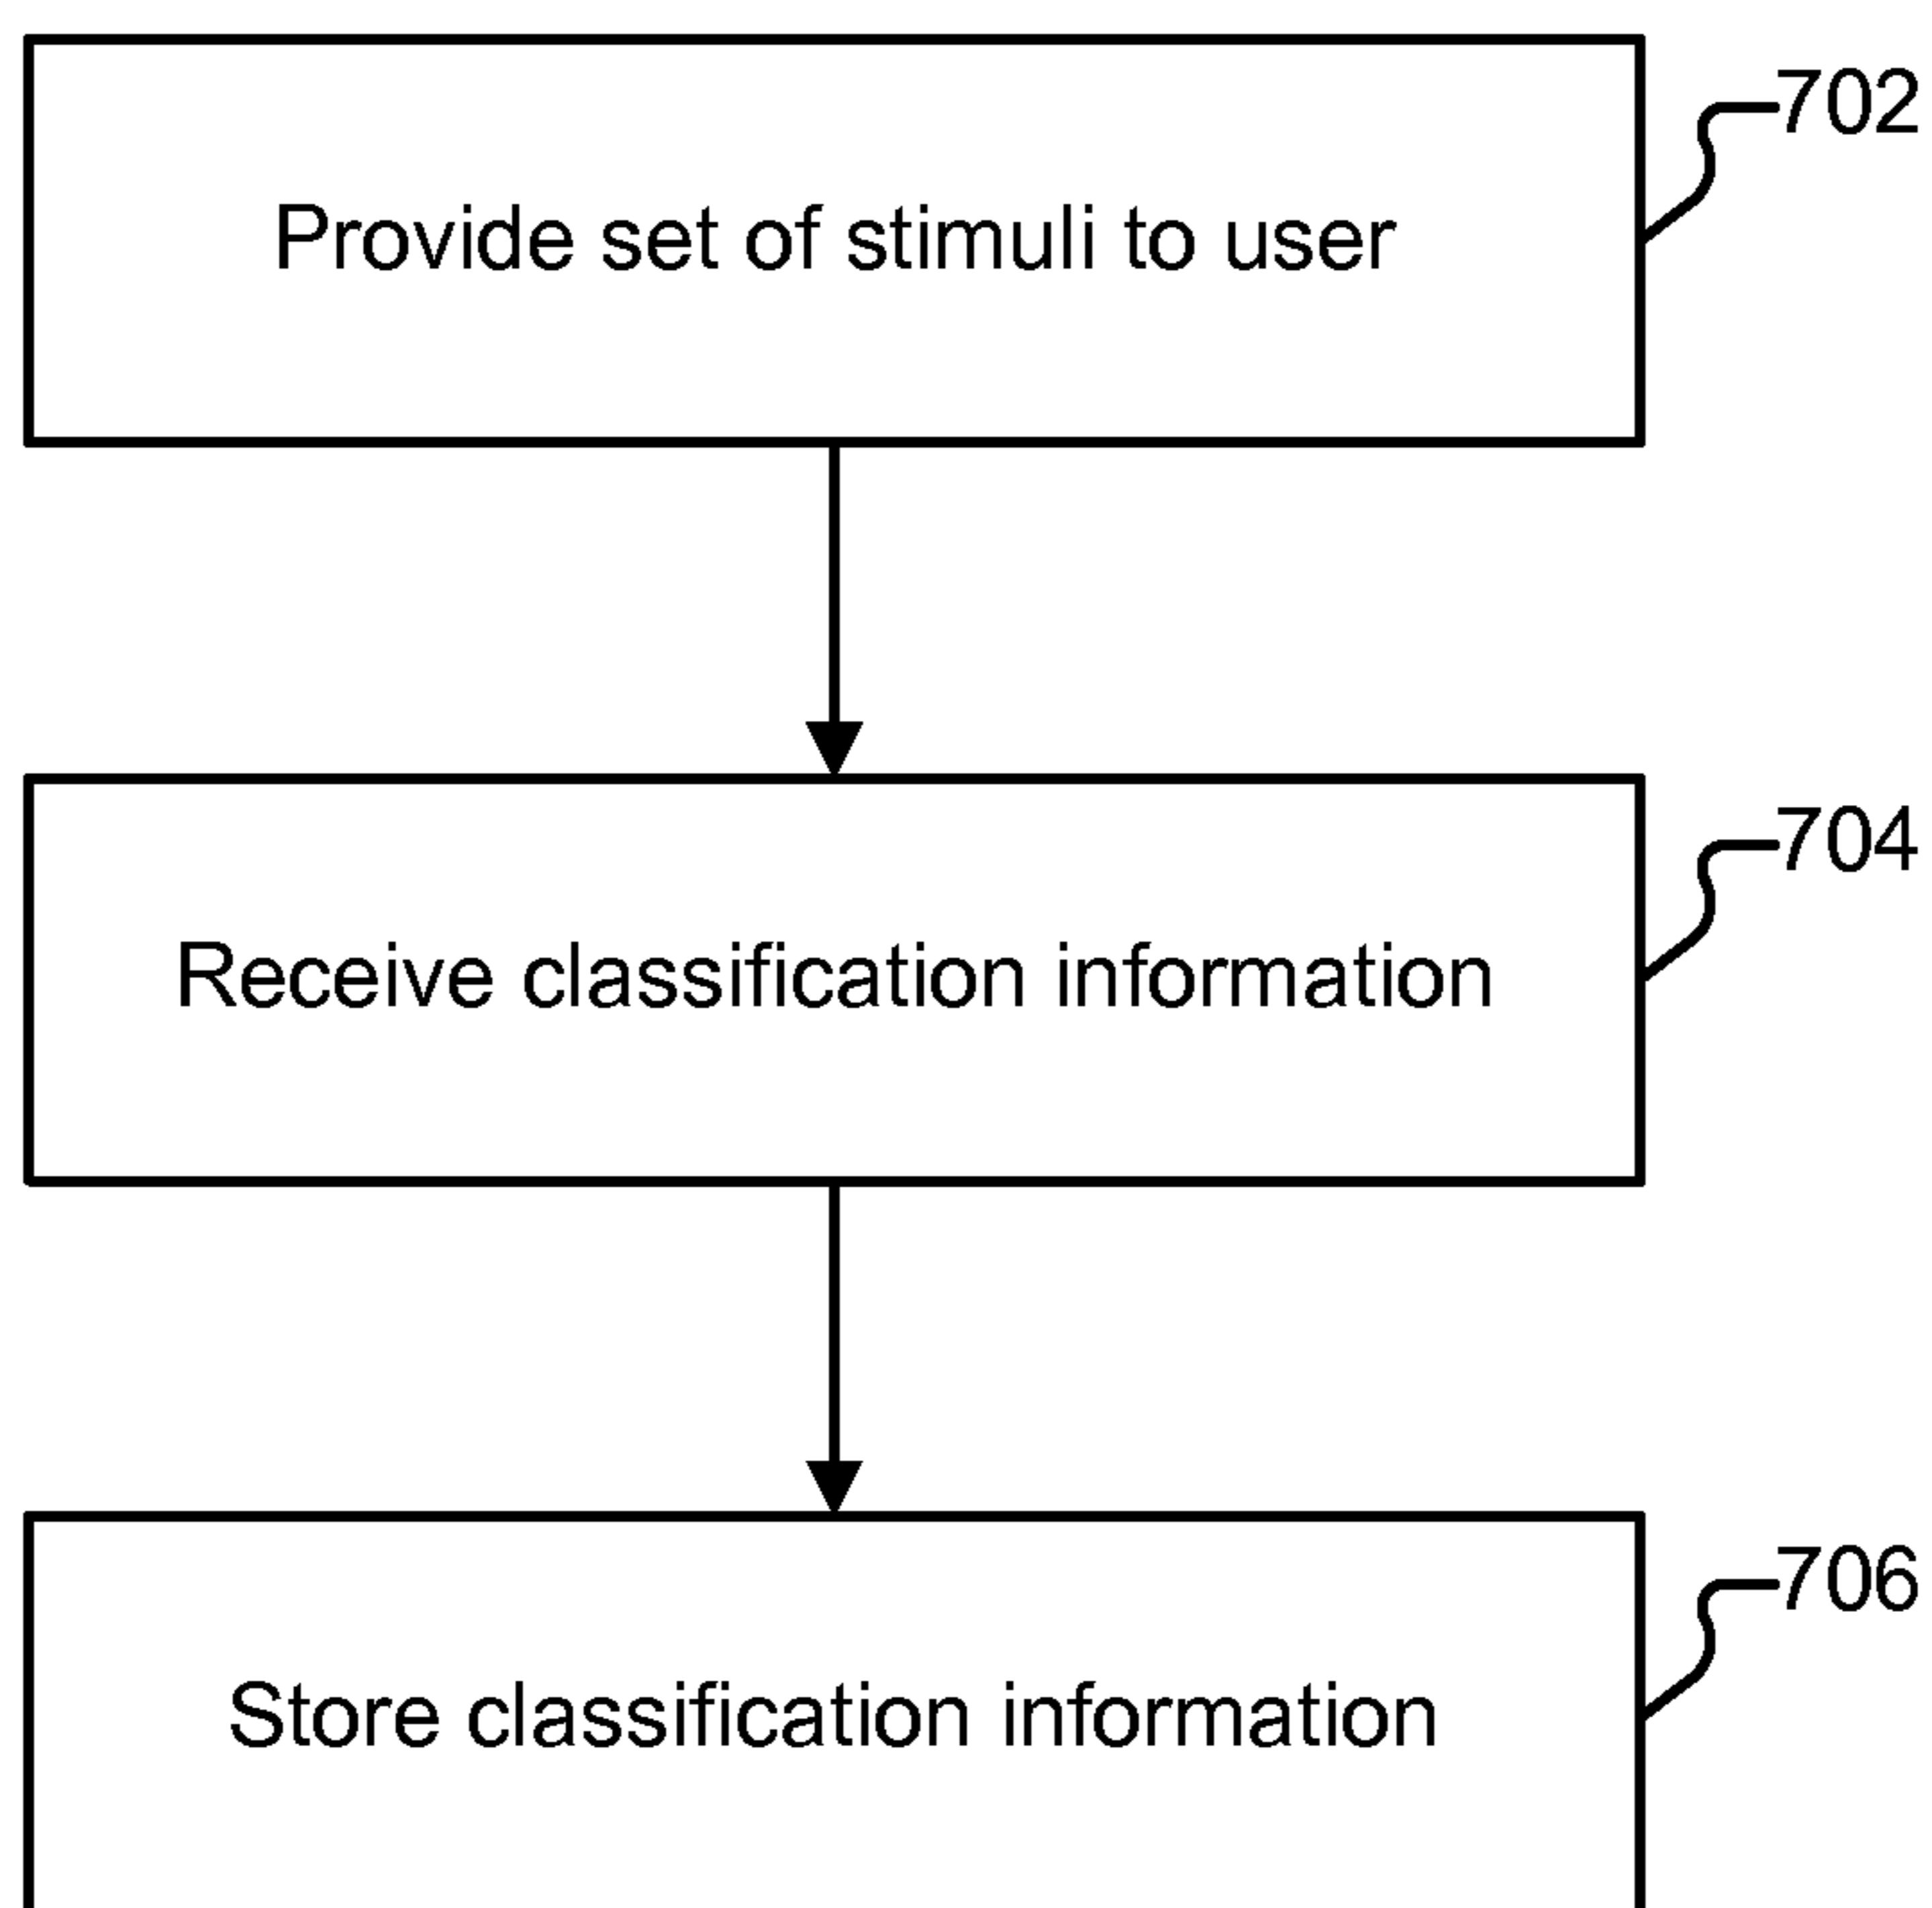 702
Provide set of stimuli to user
704
Receive classification information
706
Store classification information